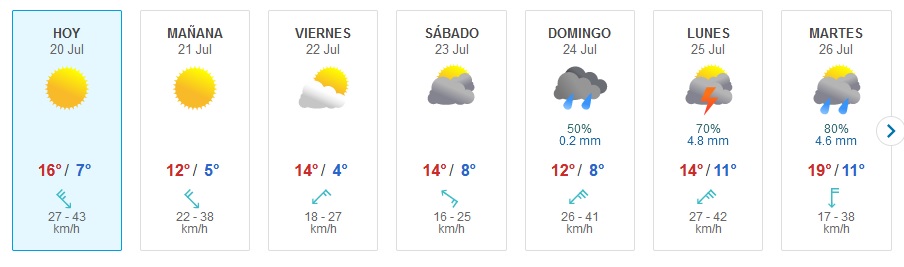 HOY
20 Jul
16° / 7°
27 - 43
km/h
MAÑANA
21 Jul
12° / 5°
22 - 38
km/h
VIERNES
22 Jul
14° / 4°
18 - 27
km/h
SÁBADO
23 Jul
14° / 8°
16 - 25
km/h
DOMINGO
24 Jul
50%
0.2 mm
12° / 8°
26 - 41
km/h
LUNES
25 Jul
70%
4.8 mm
14° / 11°
27 - 42
km/h
MARTES
26 Jul
80%
4.6 mm
19° / 11°
17 - 38
km/h